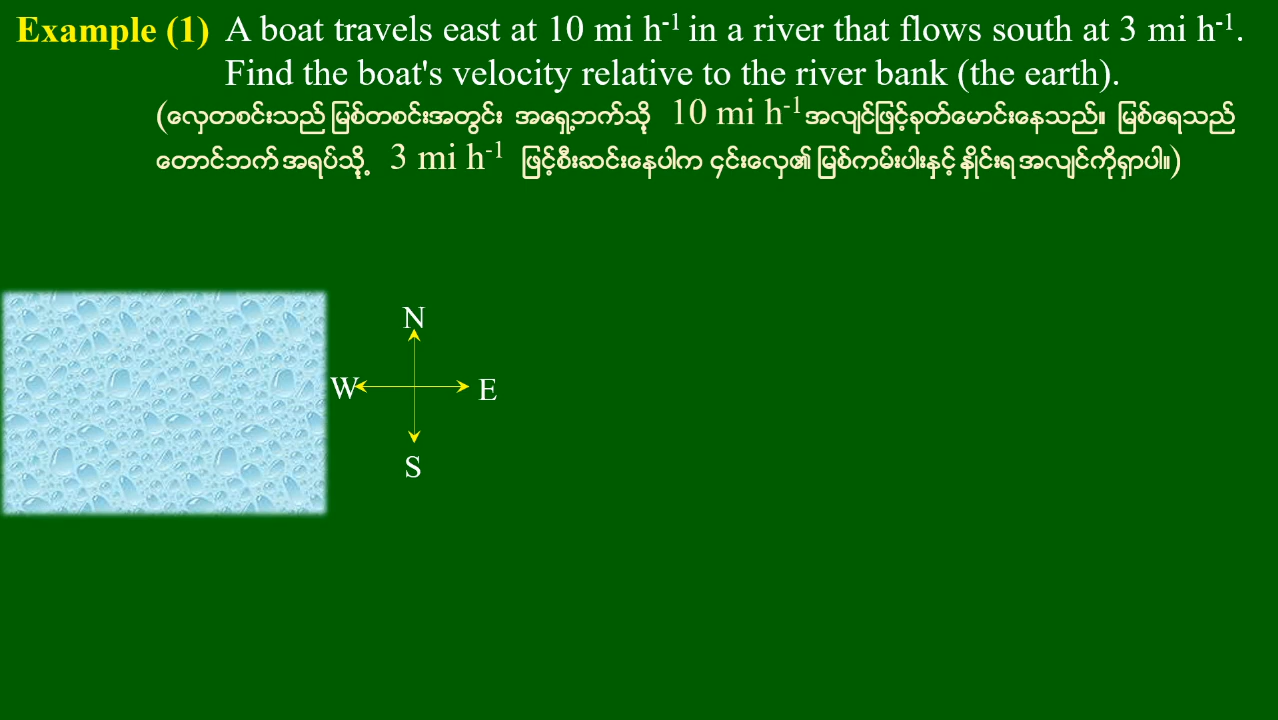 Example (1) A boat travels east at 10 mi h⁻¹ in a river that flows south at 3 mi h⁻¹.
Find the boat's velocity relative to the river bank (the earth).
(လှေတစင်းသည် မြစ်တစင်းအတွင်း အရှေ့ဘက်သို့ 10 mi h⁻¹ အလျင်ဖြင့်ခုတ်မောင်းနေသည်။ မြစ်ရေသည်
တောင်ဘက်အရပ်သို့ 3 mi h⁻¹ ဖြင့်စီးဆင်းနေပါက ၄င်းလှေ၏ မြစ်ကမ်းပါးနှင့် နှိုင်းရအလျင်ကိုရှာပါ။)
N
W E
S